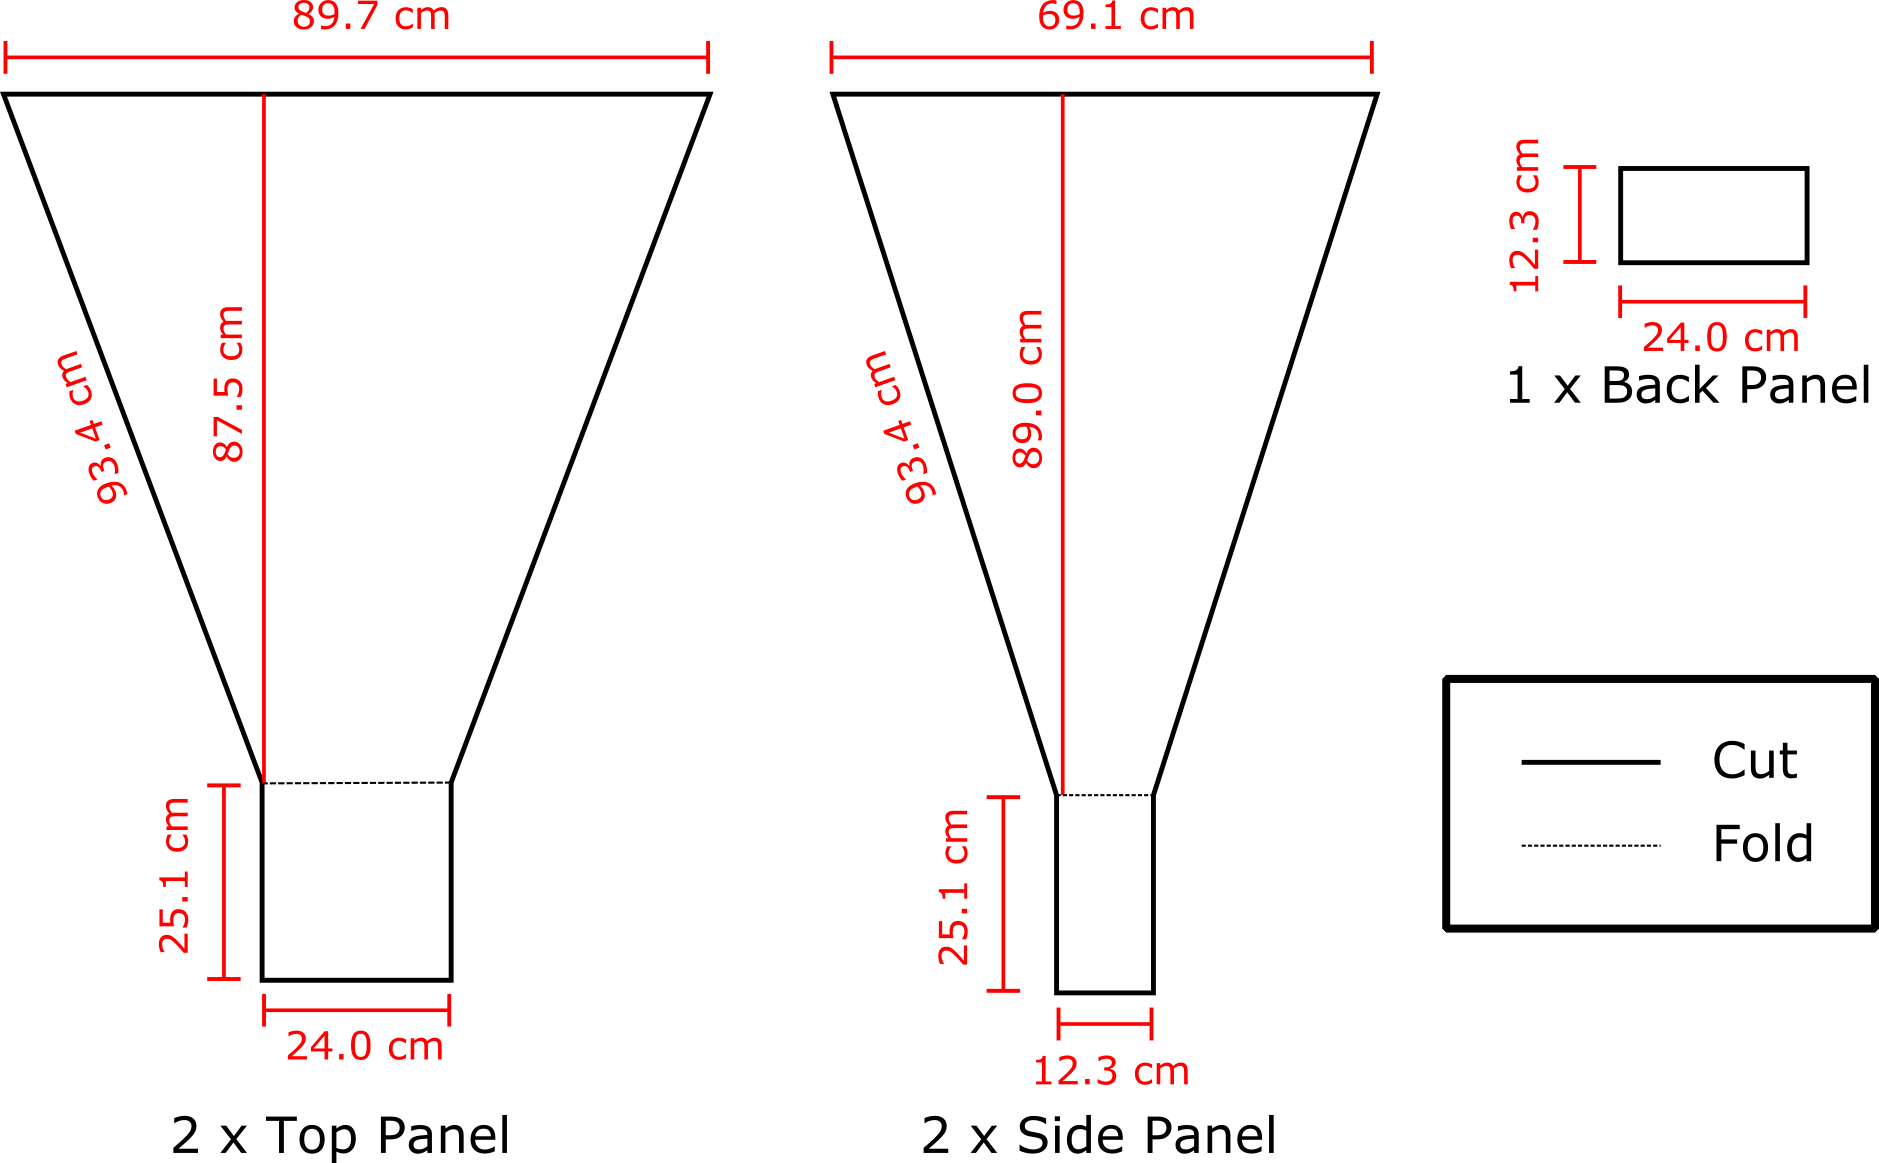 89.7 cm
93.4 cm
87.5 cm
25.1 cm
24.0 cm
2 x Top Panel
69.1 cm
93.4 cm
89.0 cm
25.1 cm
12.3 cm
2 x Side Panel
12.3 cm
24.0 cm
1 x Back Panel
Cut
Fold